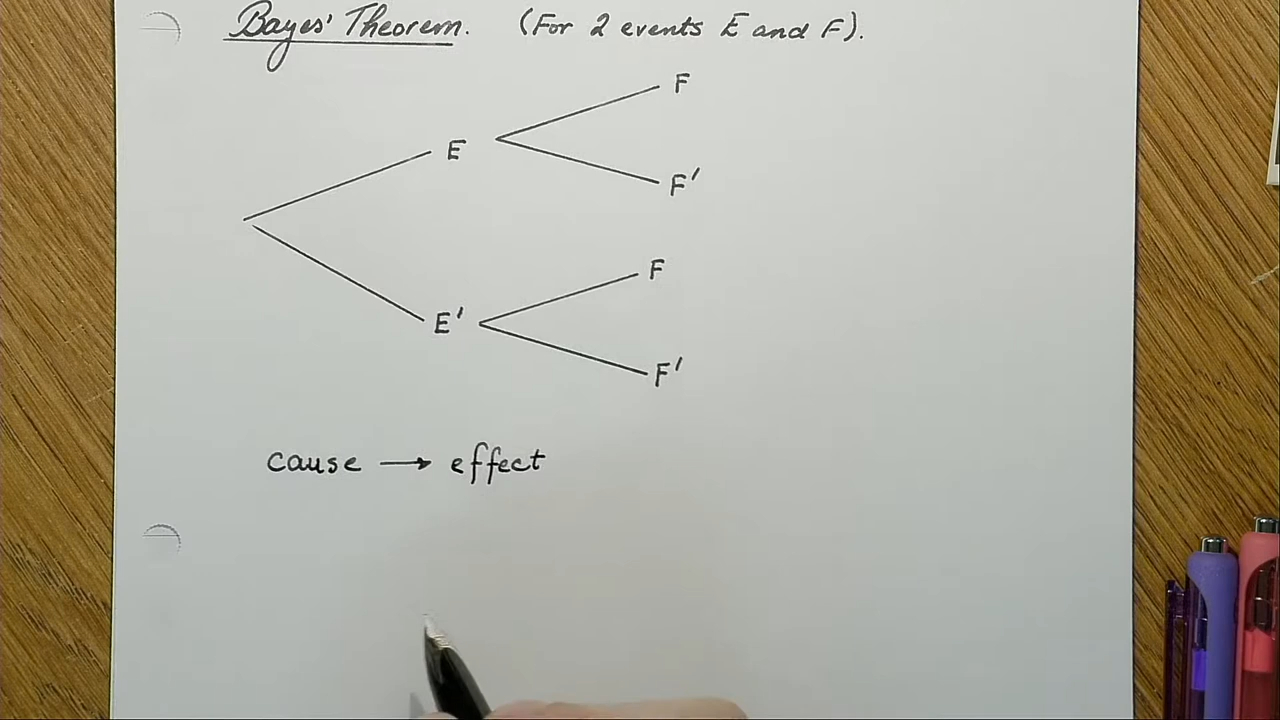 Bayes' Theorem. (For 2 events E and F).
F
E
F'
F
E'
F'
cause → effect